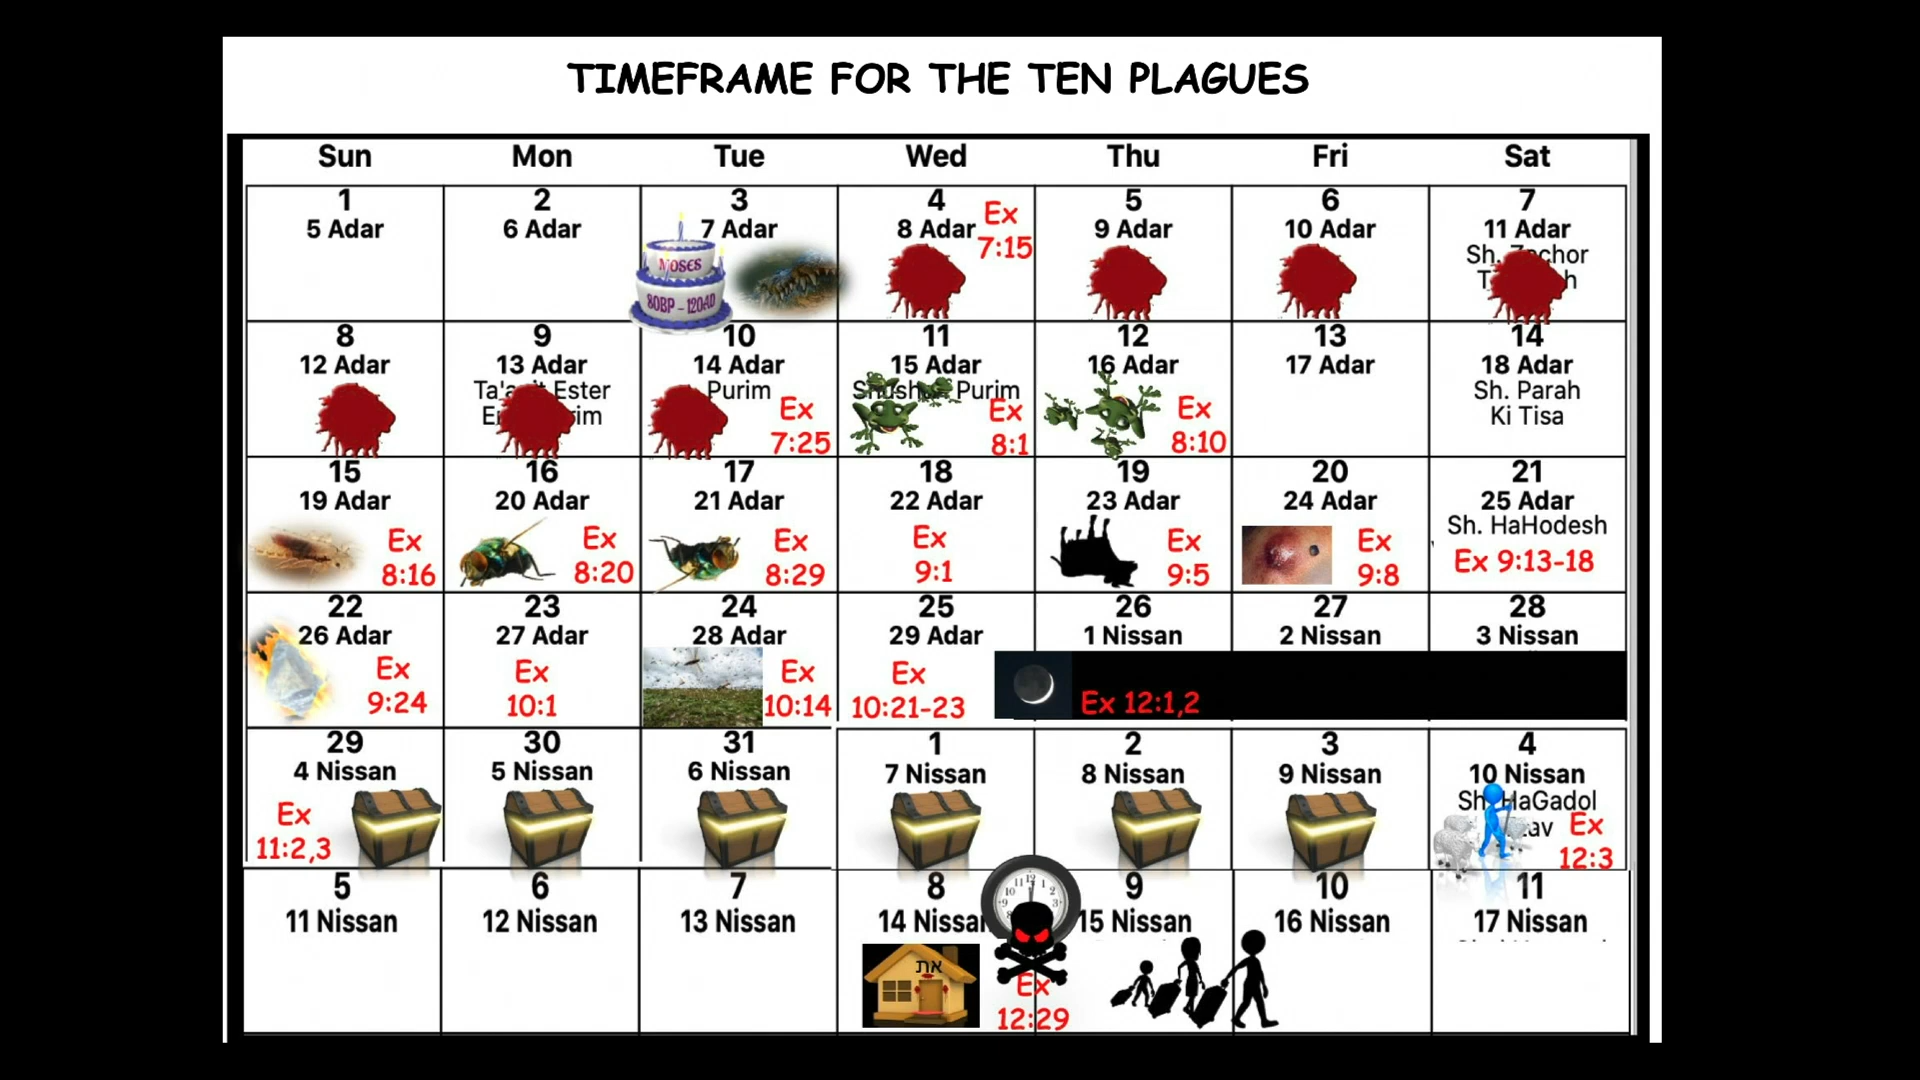 TIMEFRAME FOR THE TEN PLAGUES
Sun Mon Tue Wed Thu Fri Sat
1 2 3 4 5 6 7
5 Adar 6 Adar 7 Adar 8 Adar 9 Adar 10 Adar 11 Adar
Ex
7:15
Sh.
MOSES
80BP - 120AD
8 9 10 11 12 13 14
12 Adar 13 Adar 14 Adar 15 Adar 16 Adar 17 Adar 18 Adar
Ester Purim Purim Sh. Parah
Ki Tisa
Ex Ex Ex
7:25 8:1 8:10
15 16 17 18 19 20 21
19 Adar 20 Adar 21 Adar 22 Adar 23 Adar 24 Adar 25 Adar
Sh. HaHodesh
Ex Ex Ex Ex Ex Ex Ex 9:13-18
8:16 8:20 8:29 9:1 9:5 9:8
22 23 24 25 26 27 28
26 Adar 27 Adar 28 Adar 29 Adar 1 Nissan 2 Nissan 3 Nissan
Ex Ex Ex Ex
9:24 10:1 10:14 10:21-23 Ex 12:1,2
29 30 31 1 2 3 4
4 Nissan 5 Nissan 6 Nissan 7 Nissan 8 Nissan 9 Nissan 10 Nissan
Sh. HaGadol
Ex Ex
11:2,3 12:3
5 6 7 8 9 10 11
11 Nissan 12 Nissan 13 Nissan 14 Nissan 15 Nissan 16 Nissan 17 Nissan
את
Ex
12:29